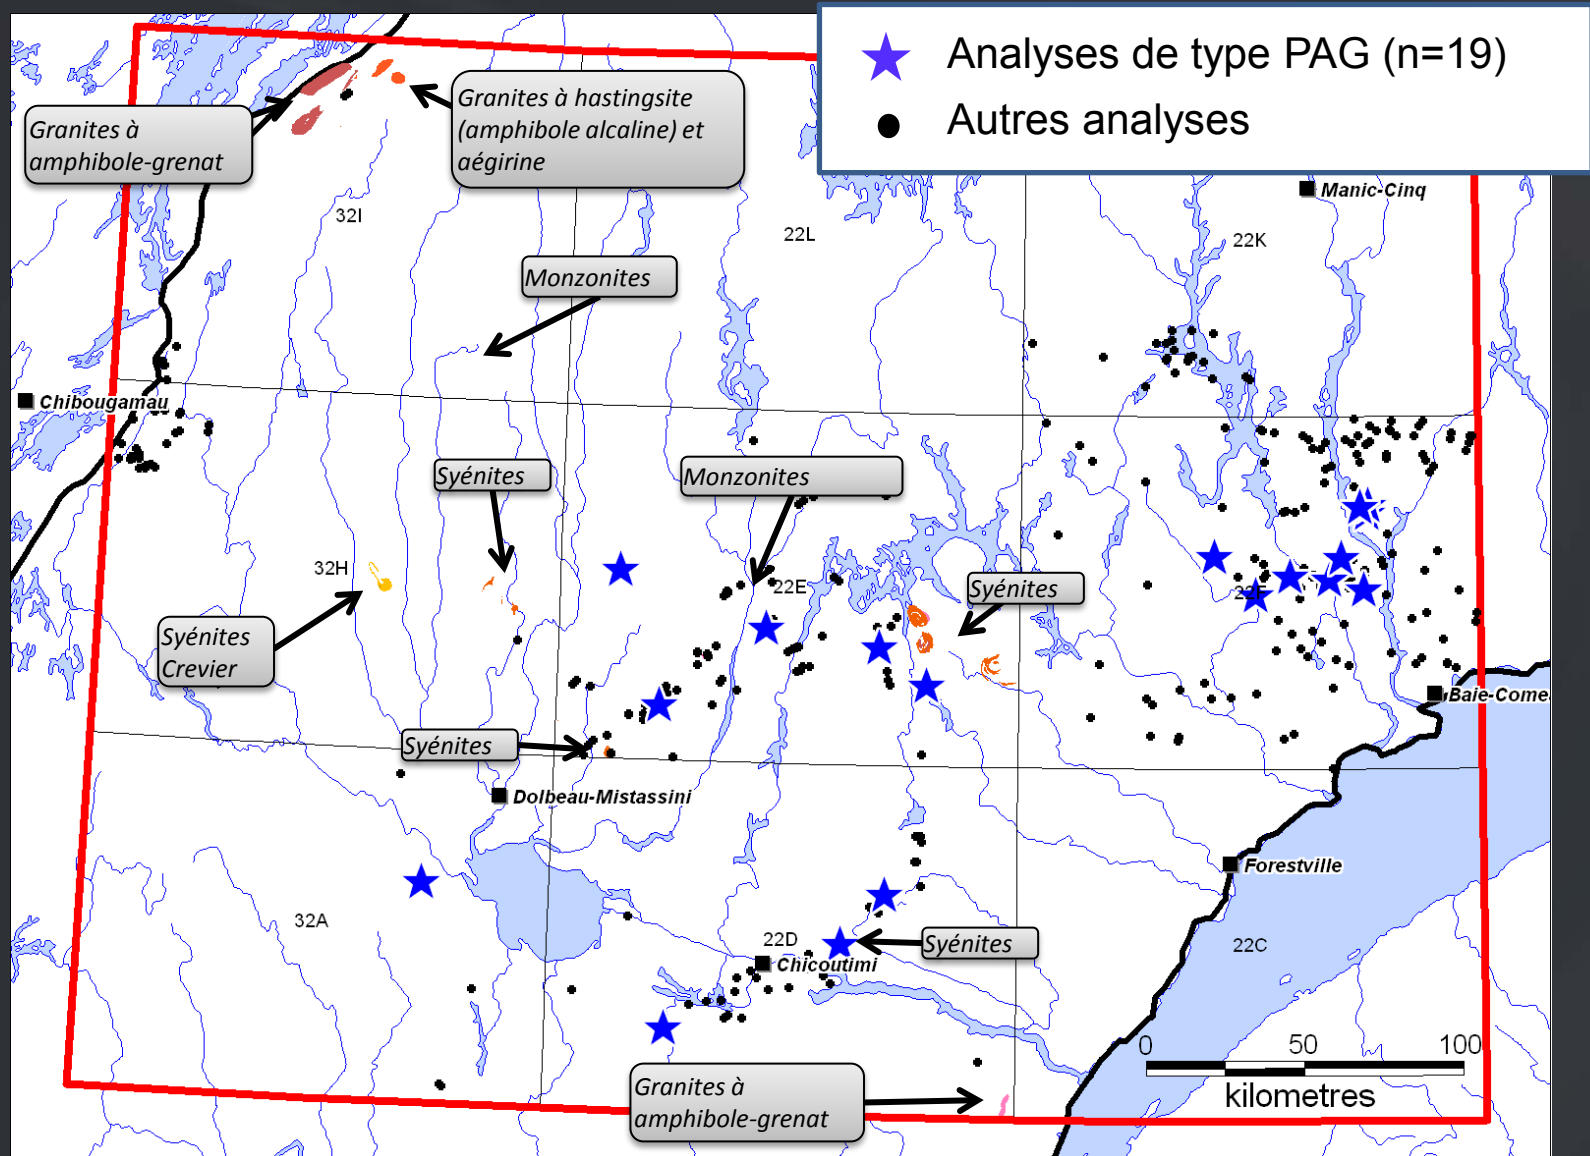 Analyses de type PAG (n=19)
Autres analyses
Granites à
amphibole-grenat
Granites à hastingsite
(amphibole alcaline) et
aégirine
Manic-Cinq
32I
22L
22K
Monzonites
Chibougamau
Syénites
Monzonites
32H
22E
Syénites
Syénites
Crevier
Baie-Come
Syénites
Dolbeau-Mistassini
Forestville
32A
22D
Syénites
22C
Chicoutimi
0 50 100
kilometres
Granites à
amphibole-grenat